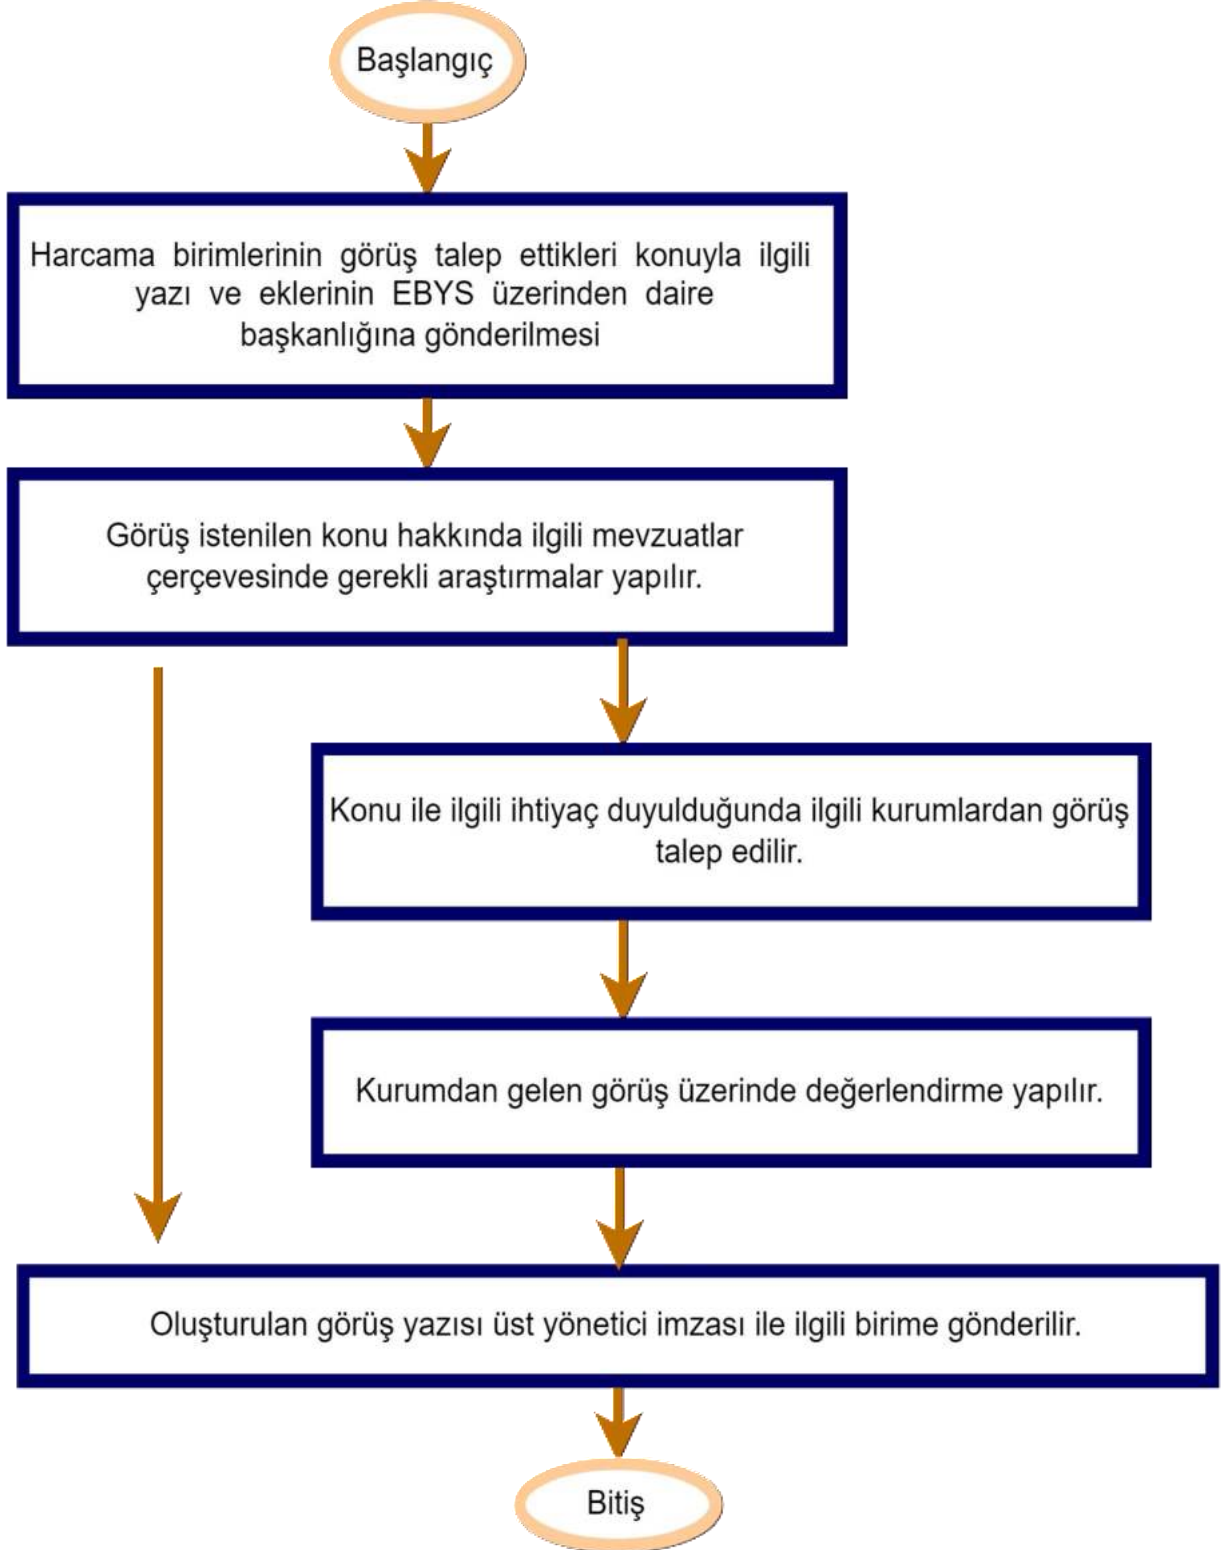 Başlangıç
Harcama birimlerinin görüş talep ettikleri konuyla ilgili
yazı ve eklerinin EBYS üzerinden daire
başkanlığına gönderilmesi
Görüş istenilen konu hakkında ilgili mevzuatlar
çerçevesinde gerekli araştırmalar yapılır.
Konu ile ilgili ihtiyaç duyulduğunda ilgili kurumlardan görüş
talep edilir.
Kurumdan gelen görüş üzerinde değerlendirme yapılır.
Oluşturulan görüş yazısı üst yönetici imzası ile ilgili birime gönderilir.
Bitiş